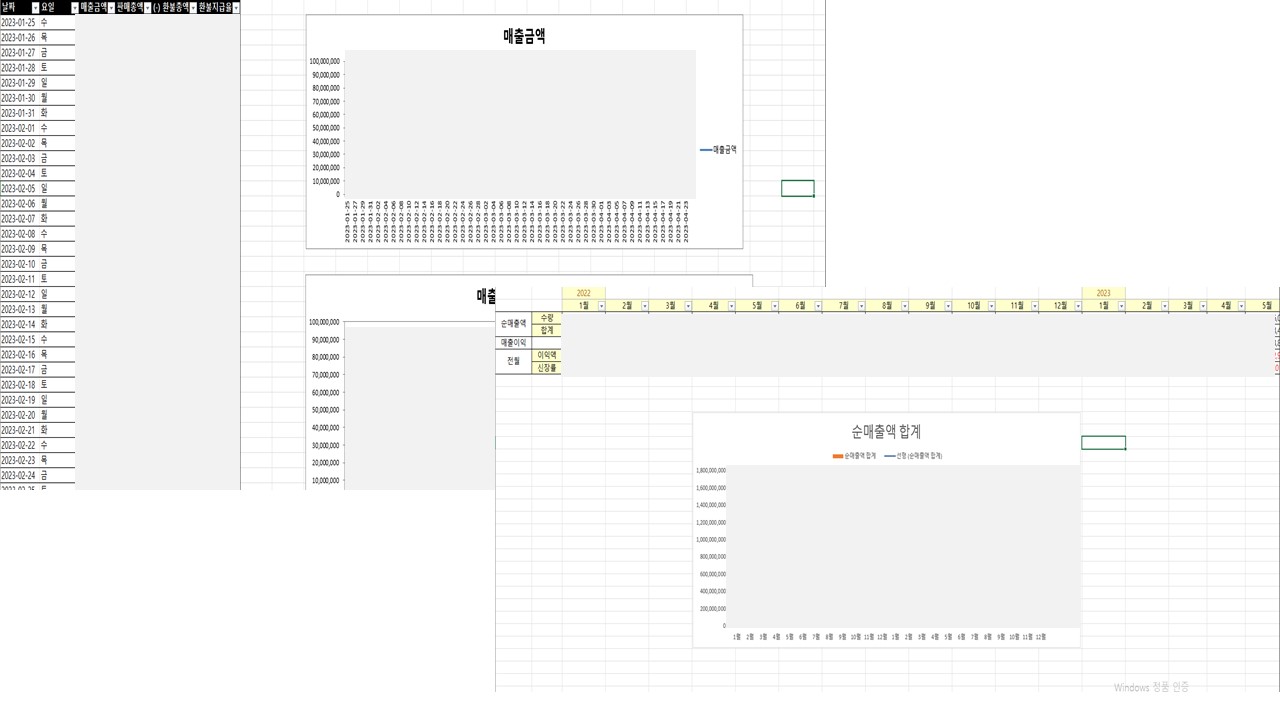 날짜 요일 매출금액 판매총액 (-) 환불총액 환불지급율
2023-01-25 수
2023-01-26 목
2023-01-27 금
2023-01-28 토
2023-01-29 일
2023-01-30 월
2023-01-31 화
2023-02-01 수
2023-02-02 목
2023-02-03 금
2023-02-04 토
2023-02-05 일
2023-02-06 월
2023-02-07 화
2023-02-08 수
2023-02-09 목
2023-02-10 금
2023-02-11 토
2023-02-12 일
2023-02-13 월
2023-02-14 화
2023-02-15 수
2023-02-16 목
2023-02-17 금
2023-02-18 토
2023-02-19 일
2023-02-20 월
2023-02-21 화
2023-02-22 수
2023-02-23 목
2023-02-24 금
매출금액
100,000,000
90,000,000
80,000,000
70,000,000
60,000,000
50,000,000
40,000,000
30,000,000
20,000,000
10,000,000
0
매출금액
2023-01-25
2023-01-27
2023-01-29
2023-01-31
2023-02-02
2023-02-04
2023-02-06
2023-02-08
2023-02-10
2023-02-12
2023-02-14
2023-02-16
2023-02-18
2023-02-20
2023-02-22
2023-02-24
2023-02-26
2023-02-28
2023-03-02
2023-03-04
2023-03-06
2023-03-08
2023-03-10
2023-03-12
2023-03-14
2023-03-16
2023-03-18
2023-03-20
2023-03-22
2023-03-24
2023-03-26
2023-03-28
2023-03-30
2023-04-01
2023-04-03
2023-04-05
2023-04-07
2023-04-09
2023-04-11
2023-04-13
2023-04-15
2023-04-17
2023-04-19
2023-04-21
2023-04-23
매출
100,000,000
90,000,000
80,000,000
70,000,000
60,000,000
50,000,000
40,000,000
30,000,000
20,000,000
10,000,000
2022 2023
1월 2월 3월 4월 5월 6월 7월 8월 9월 10월 11월 12월 1월 2월 3월 4월 5월
순매출액 수량
합계
매출이익
전월 이익액
신장률
순매출액 합계
순매출액 합계 선형 (순매출액 합계)
1,800,000,000
1,600,000,000
1,400,000,000
1,200,000,000
1,000,000,000
800,000,000
600,000,000
400,000,000
200,000,000
0
1월 2월 3월 4월 5월 6월 7월 8월 9월 10월 11월 12월 1월 2월 3월 4월 5월 6월 7월 8월 9월 10월 11월 12월
Windows 정품 인증